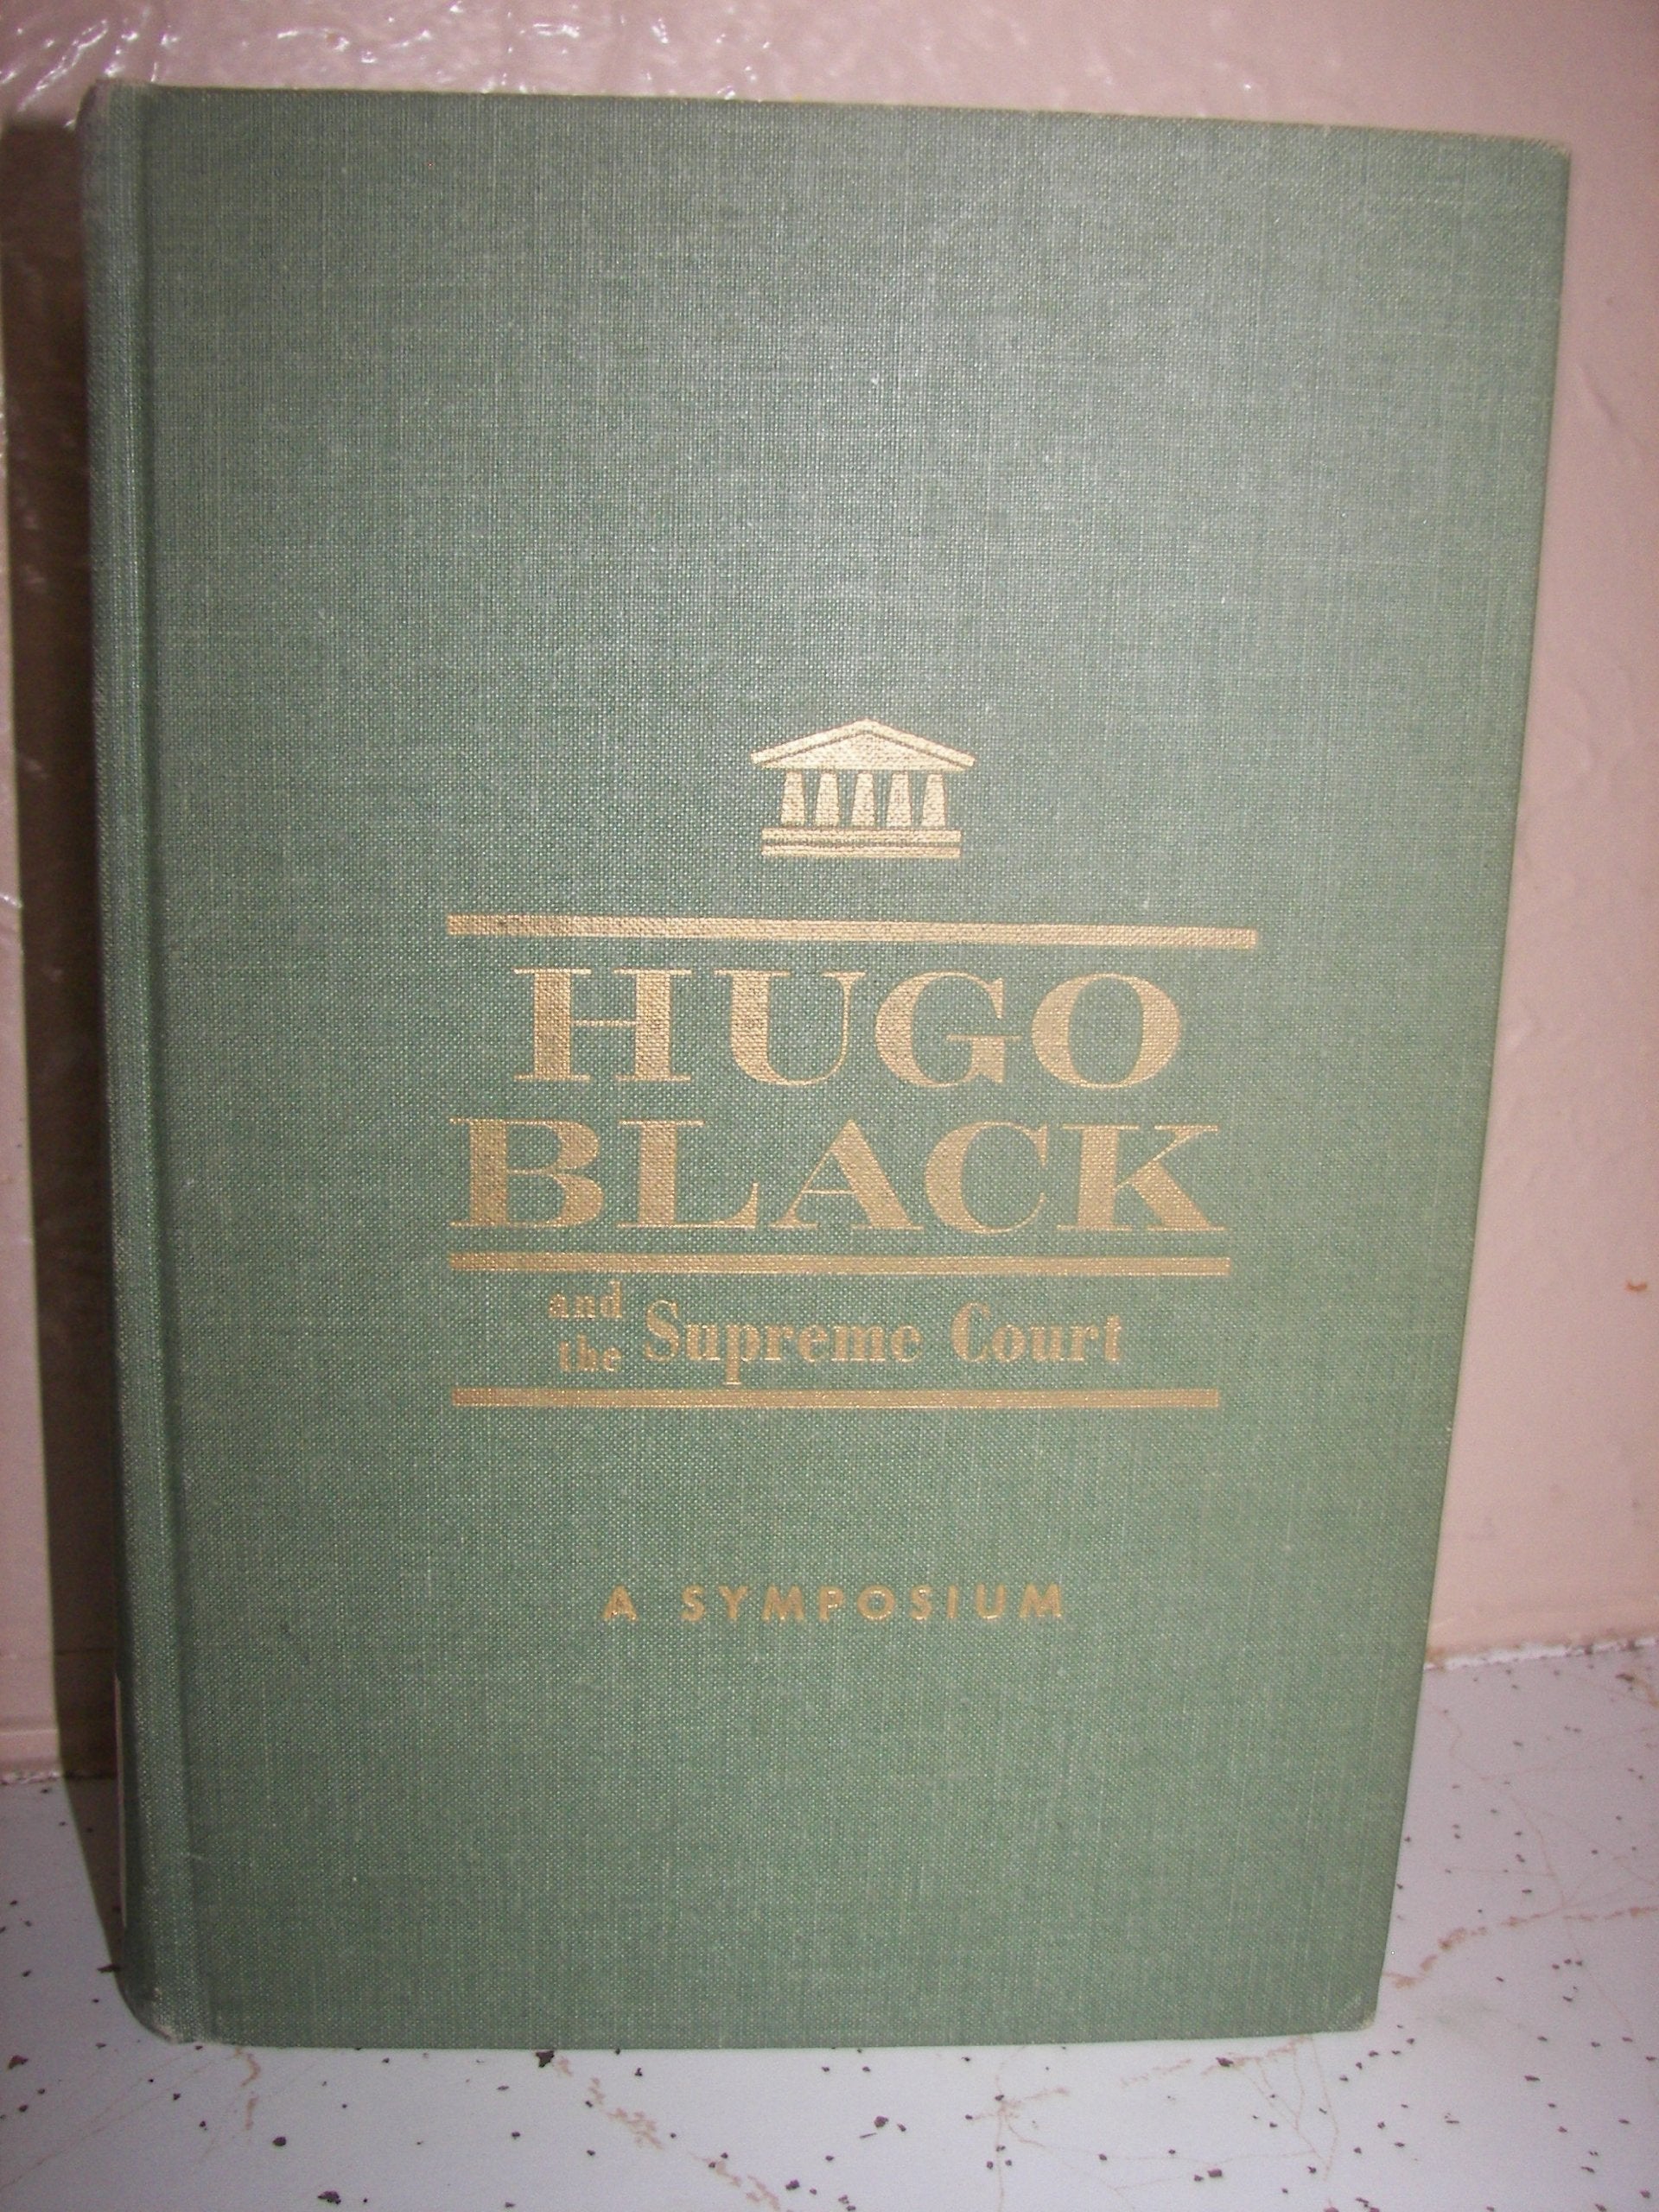 HUGO
BLACK
and
the Supreme Court
A SYMPOSIUM